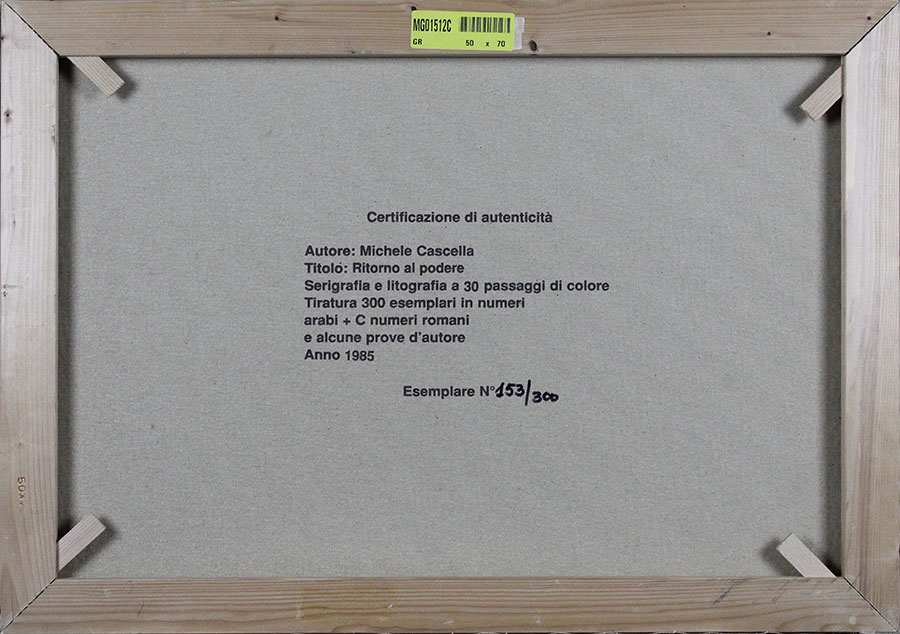 MG01512C
GR 50 x 70
Certificazione di autenticità
Autore: Michele Cascella
Titolo: Ritorno al podere
Serigrafia e litografia a 30 passaggi di colore
Tiratura 300 esemplari in numeri
arabi + C numeri romani
e alcune prove d'autore
Anno 1985
Esemplare N° 153/300